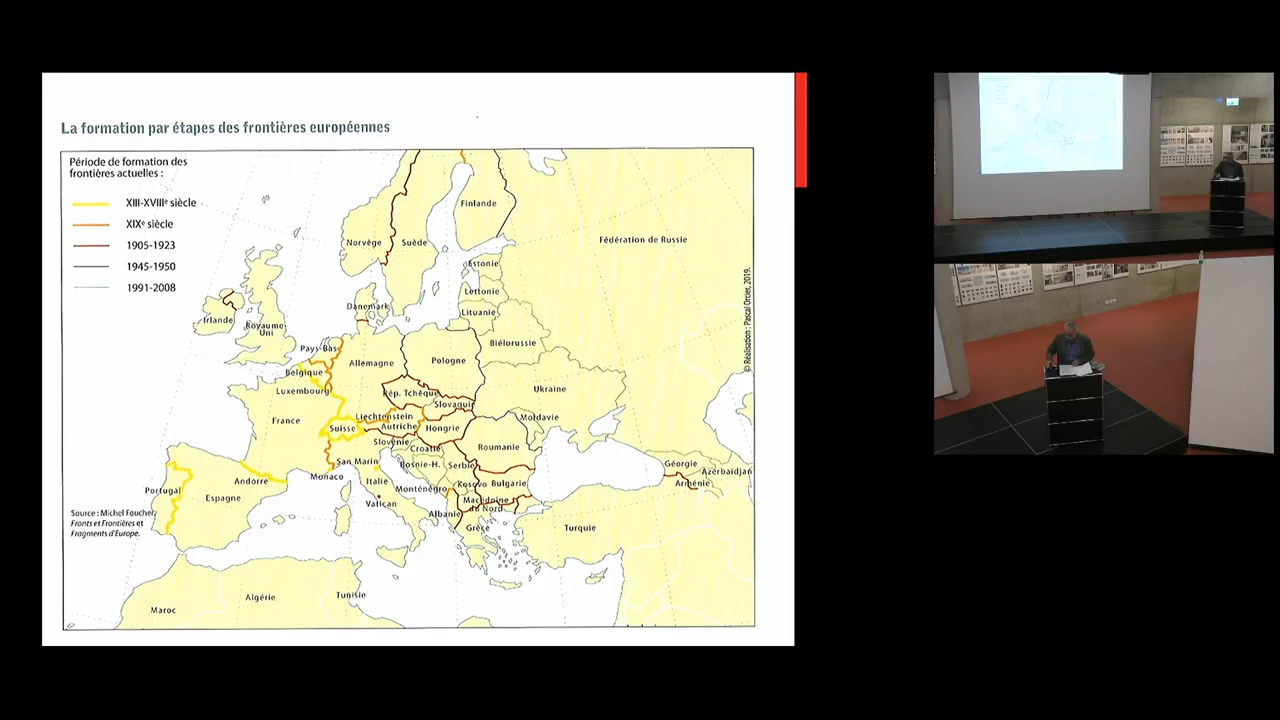 La formation par étapes des frontières européennes
Période de formation des
frontières actuelles :
XIII-XVIIIᵉ siècle
XIXᵉ siècle
1905-1923
1945-1950
1991-2008
Finlande
Norvège
Suède
Fédération de Russie
Estonie
Lettonie
Lituanie
Danemark
Irlande
Royaume-
Uni
Pays-Bas
Biélorussie
Allemagne
Pologne
Belgique
Luxembourg
Ukraine
Rép. Tchèque
Slovaquie
France
Liechtenstein
Suisse
Autriche
Hongrie
Moldavie
Slovénie
Croatie
Roumanie
San Marin
Bosnie-H.
Serbie
Géorgie
Azerbaïdjan
Monaco
Andorre
Italie
Arménie
Portugal
Espagne
Monténégro
Kosovo
Bulgarie
Vatican
Macédoine
du Nord
Albanie
Grèce
Turquie
Source : Michel Foucher,
Fronts et Frontières et
Fragments d'Europe.
Maroc
Algérie
Tunisie
© Réalisation : Pascal Orcier, 2019.